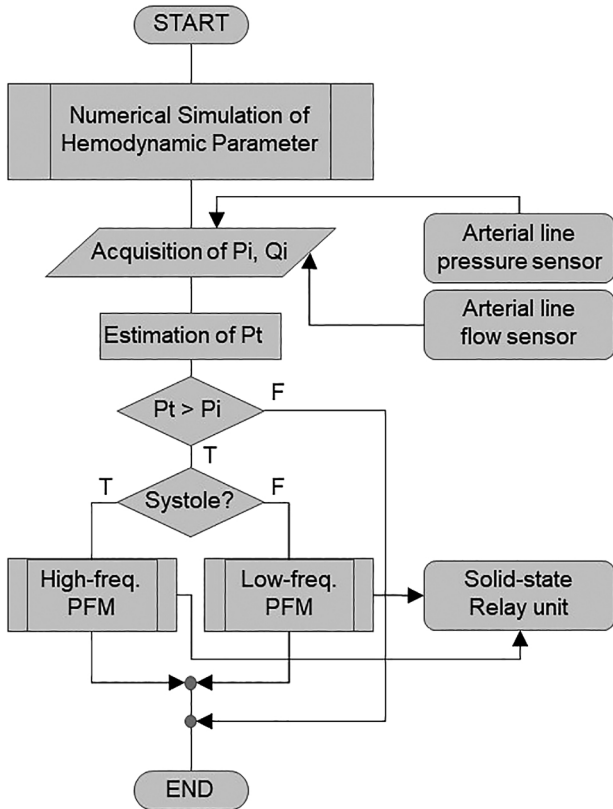 START
Numerical Simulation of
Hemodynamic Parameter
Acquisition of Pi, Qi
Arterial line
pressure sensor
Arterial line
flow sensor
Estimation of Pt
Pt > Pi
F
T
Systole?
T
F
High-freq.
PFM
Low-freq.
PFM
Solid-state
Relay unit
END